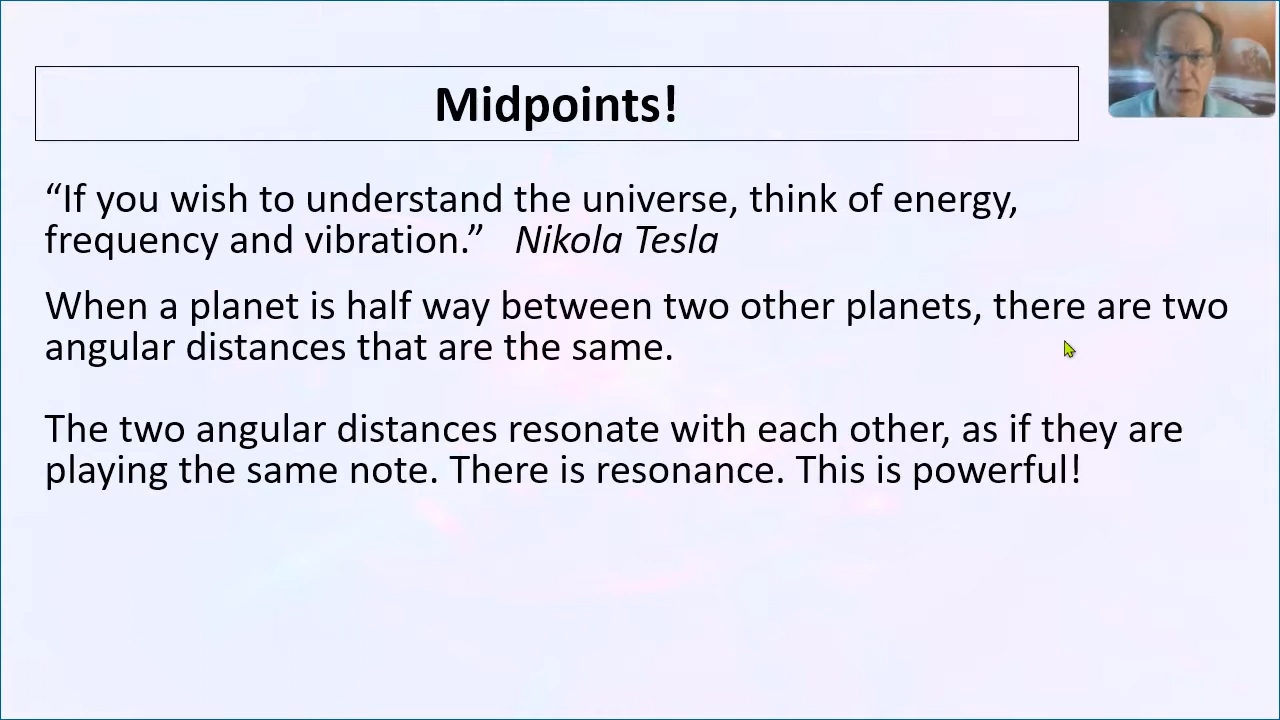 Midpoints!
“If you wish to understand the universe, think of energy,
frequency and vibration.” Nikola Tesla
When a planet is half way between two other planets, there are two
angular distances that are the same.
The two angular distances resonate with each other, as if they are
playing the same note. There is resonance. This is powerful!